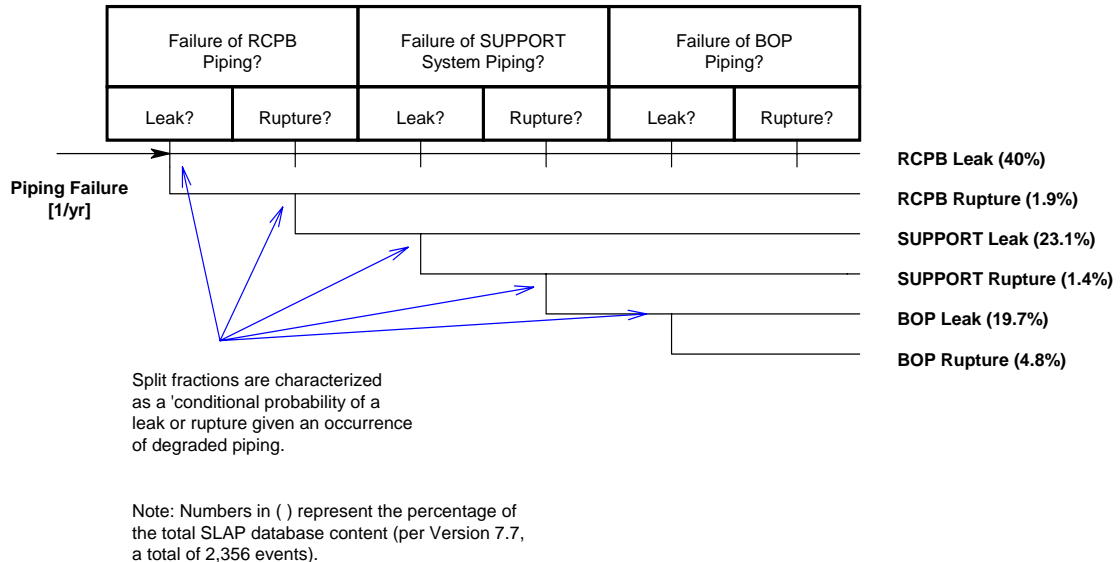 Failure of RCPB
Piping?
Failure of SUPPORT
System Piping?
Failure of BOP
Piping?
Leak?
Rupture?
Leak?
Rupture?
Leak?
Rupture?
Piping Failure
[1/yr]
RCPB Leak (40%)
RCPB Rupture (1.9%)
SUPPORT Leak (23.1%)
SUPPORT Rupture (1.4%)
BOP Leak (19.7%)
BOP Rupture (4.8%)
Split fractions are characterized
as a 'conditional probability of a
leak or rupture given an occurrence
of degraded piping.
Note: Numbers in ( ) represent the percentage of
the total SLAP database content (per Version 7.7,
a total of 2,356 events).